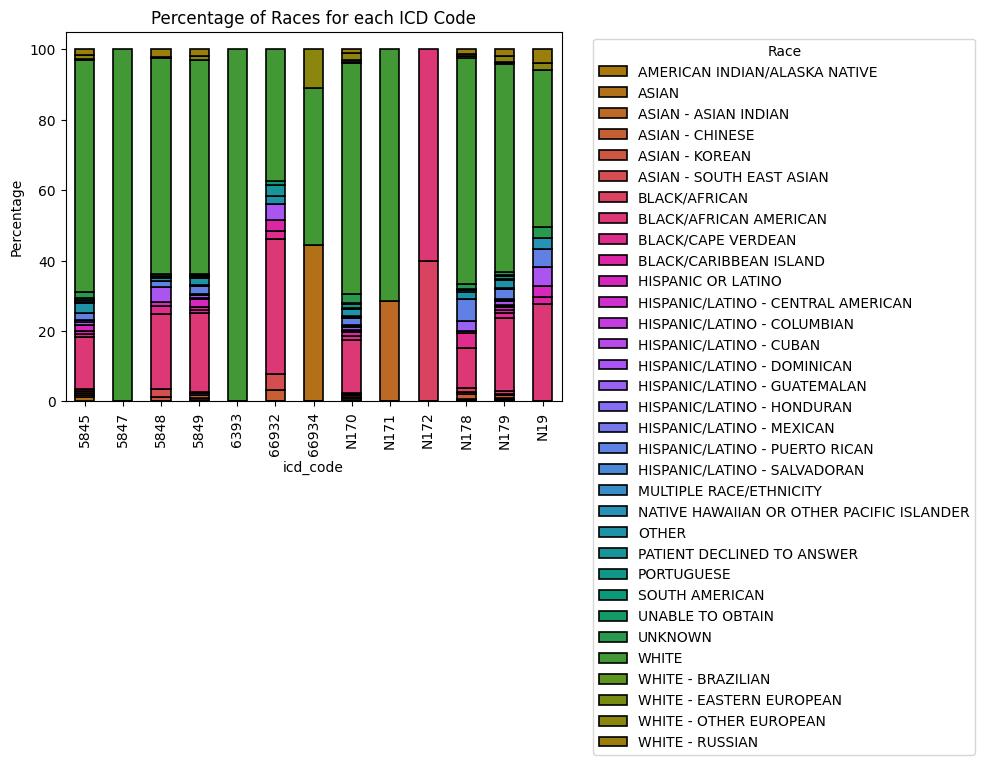 Percentage of Races for each ICD Code
Percentage
100
80
60
40
20
0
5845
5847
5848
5849
6393
66932
66934
N170
N171
N172
N178
N179
N19
icd_code
Race
AMERICAN INDIAN/ALASKA NATIVE
ASIAN
ASIAN - ASIAN INDIAN
ASIAN - CHINESE
ASIAN - KOREAN
ASIAN - SOUTH EAST ASIAN
BLACK/AFRICAN
BLACK/AFRICAN AMERICAN
BLACK/CAPE VERDEAN
BLACK/CARIBBEAN ISLAND
HISPANIC OR LATINO
HISPANIC/LATINO - CENTRAL AMERICAN
HISPANIC/LATINO - COLUMBIAN
HISPANIC/LATINO - CUBAN
HISPANIC/LATINO - DOMINICAN
HISPANIC/LATINO - GUATEMALAN
HISPANIC/LATINO - HONDURAN
HISPANIC/LATINO - MEXICAN
HISPANIC/LATINO - PUERTO RICAN
HISPANIC/LATINO - SALVADORAN
MULTIPLE RACE/ETHNICITY
NATIVE HAWAIIAN OR OTHER PACIFIC ISLANDER
OTHER
PATIENT DECLINED TO ANSWER
PORTUGUESE
SOUTH AMERICAN
UNABLE TO OBTAIN
UNKNOWN
WHITE
WHITE - BRAZILIAN
WHITE - EASTERN EUROPEAN
WHITE - OTHER EUROPEAN
WHITE - RUSSIAN